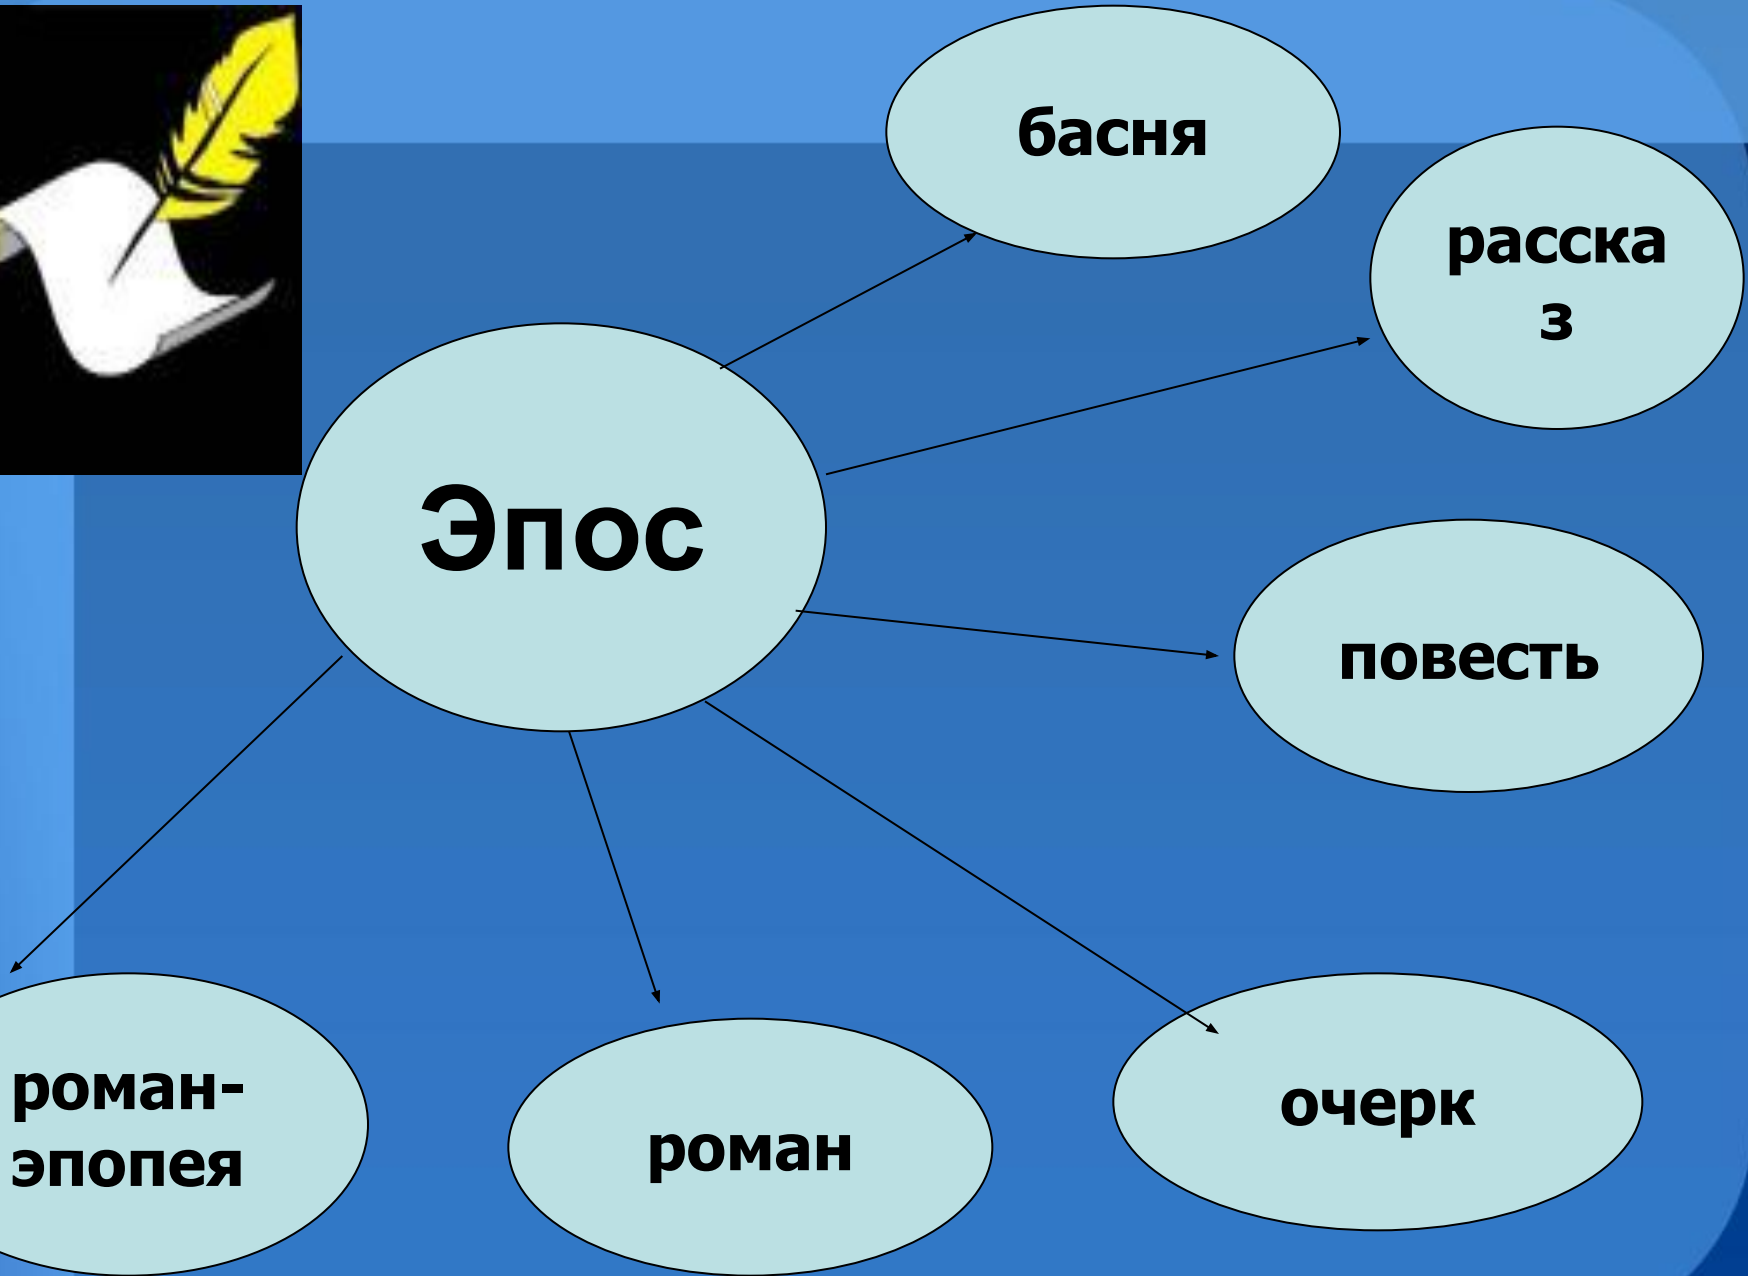 басня
расска
з
Эпос
повесть
роман-
эпопея
роман
очерк